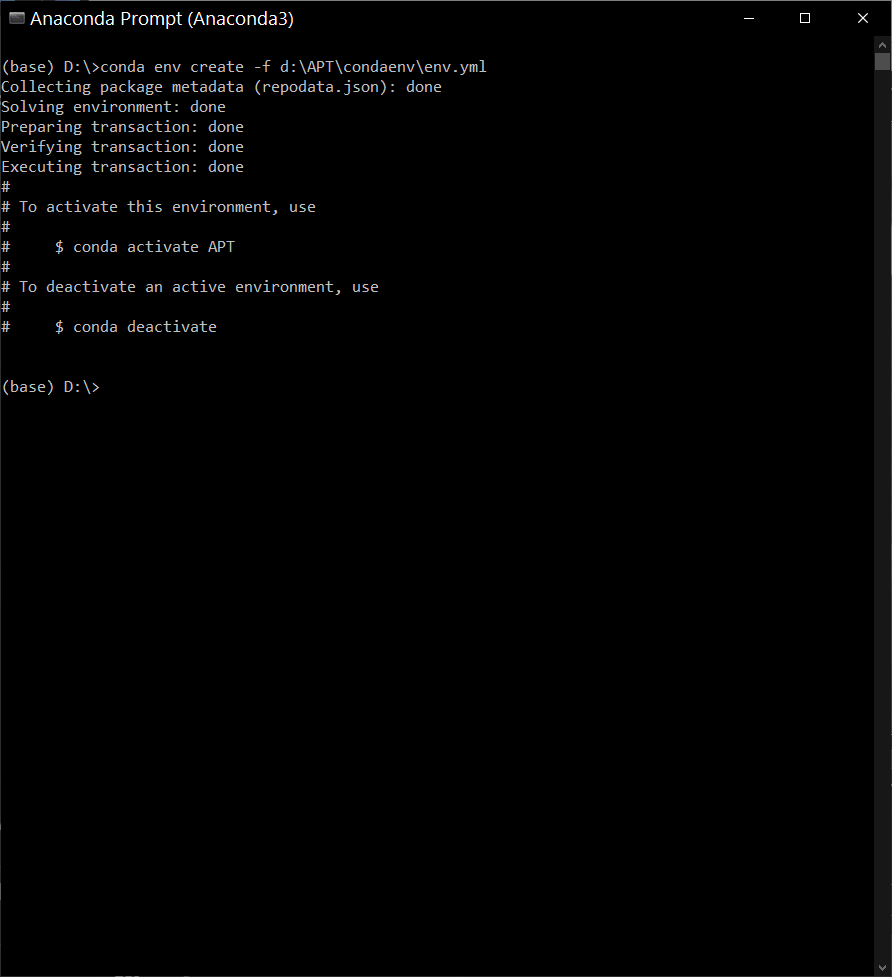 Anaconda Prompt (Anaconda3)
(base) D:\>conda env create -f d:\APT\condaenv\env.yml
Collecting package metadata (repodata.json): done
Solving environment: done
Preparing transaction: done
Verifying transaction: done
Executing transaction: done
#
# To activate this environment, use
#
#     $ conda activate APT
#
# To deactivate an active environment, use
#
#     $ conda deactivate
(base) D:\>